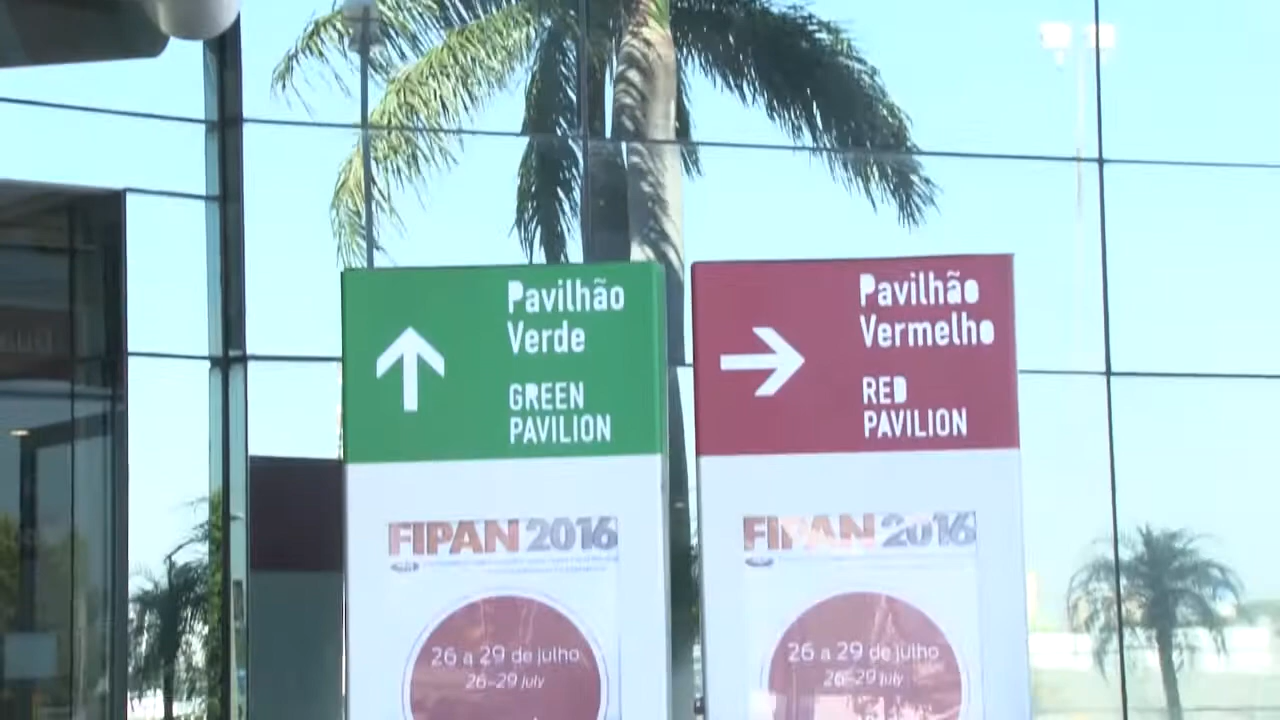 Pavilhão
Verde
GREEN
PAVILION
FIPAN 2016
26 a 29 de julho
26-29 july
Pavilhão
Vermelho
RED
PAVILION
FIPAN 2016
26 a 29 de julho
26-29 july